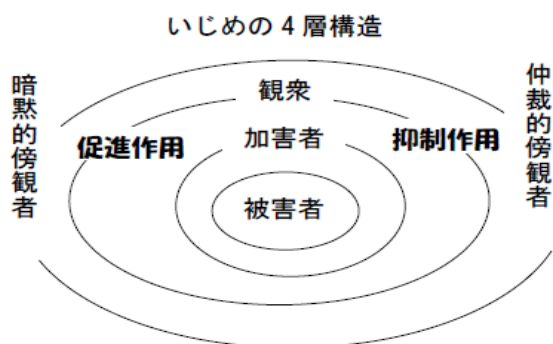 いじめの4層構造
暗黙的傍観者
仲裁的傍観者
観衆
促進作用
加害者
抑制作用
被害者